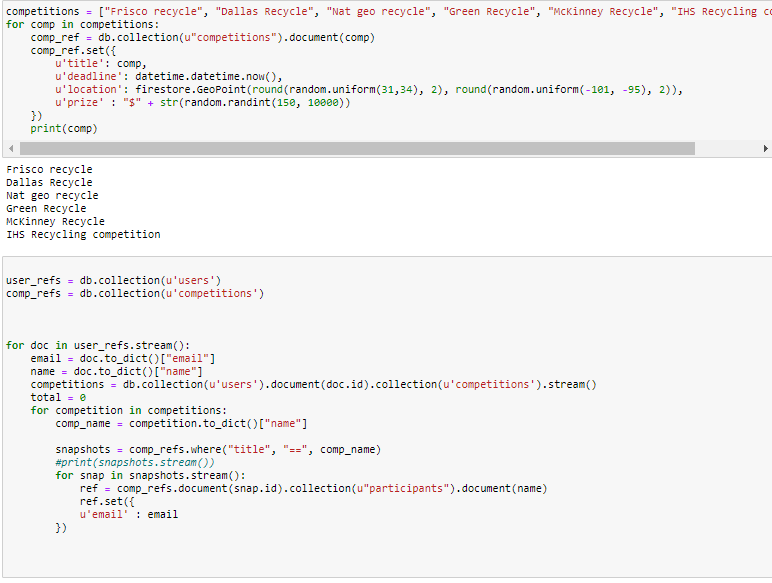 competitions = ["Frisco recycle", "Dallas Recycle", "Nat geo recycle", "Green Recycle", "McKinney Recycle", "IHS Recycling
for comp in competitions:
    comp_ref = db.collection(u"competitions").document(comp)
    comp_ref.set({
        u'title': comp,
        u'deadline': datetime.datetime.now(),
        u'location': firestore.GeoPoint(round(random.uniform(31,34), 2), round(random.uniform(-101, -95), 2)),
        u'prize' : "$" + str(random.randint(150, 10000))
    })
    print(comp)
Frisco recycle
Dallas Recycle
Nat geo recycle
Green Recycle
McKinney Recycle
IHS Recycling competition
user_refs = db.collection(u'users')
comp_refs = db.collection(u'competitions')
for doc in user_refs.stream():
    email = doc.to_dict()["email"]
    name = doc.to_dict()["name"]
    competitions = db.collection(u'users').document(doc.id).collection(u'competitions').stream()
    total = 0
    for competition in competitions:
        comp_name = competition.to_dict()["name"]
        snapshots = comp_refs.where("title", "==", comp_name)
        #print(snapshots.stream())
        for snap in snapshots.stream():
            ref = comp_refs.document(snap.id).collection(u"participants").document(name)
            ref.set({
            u'email' : email
        })